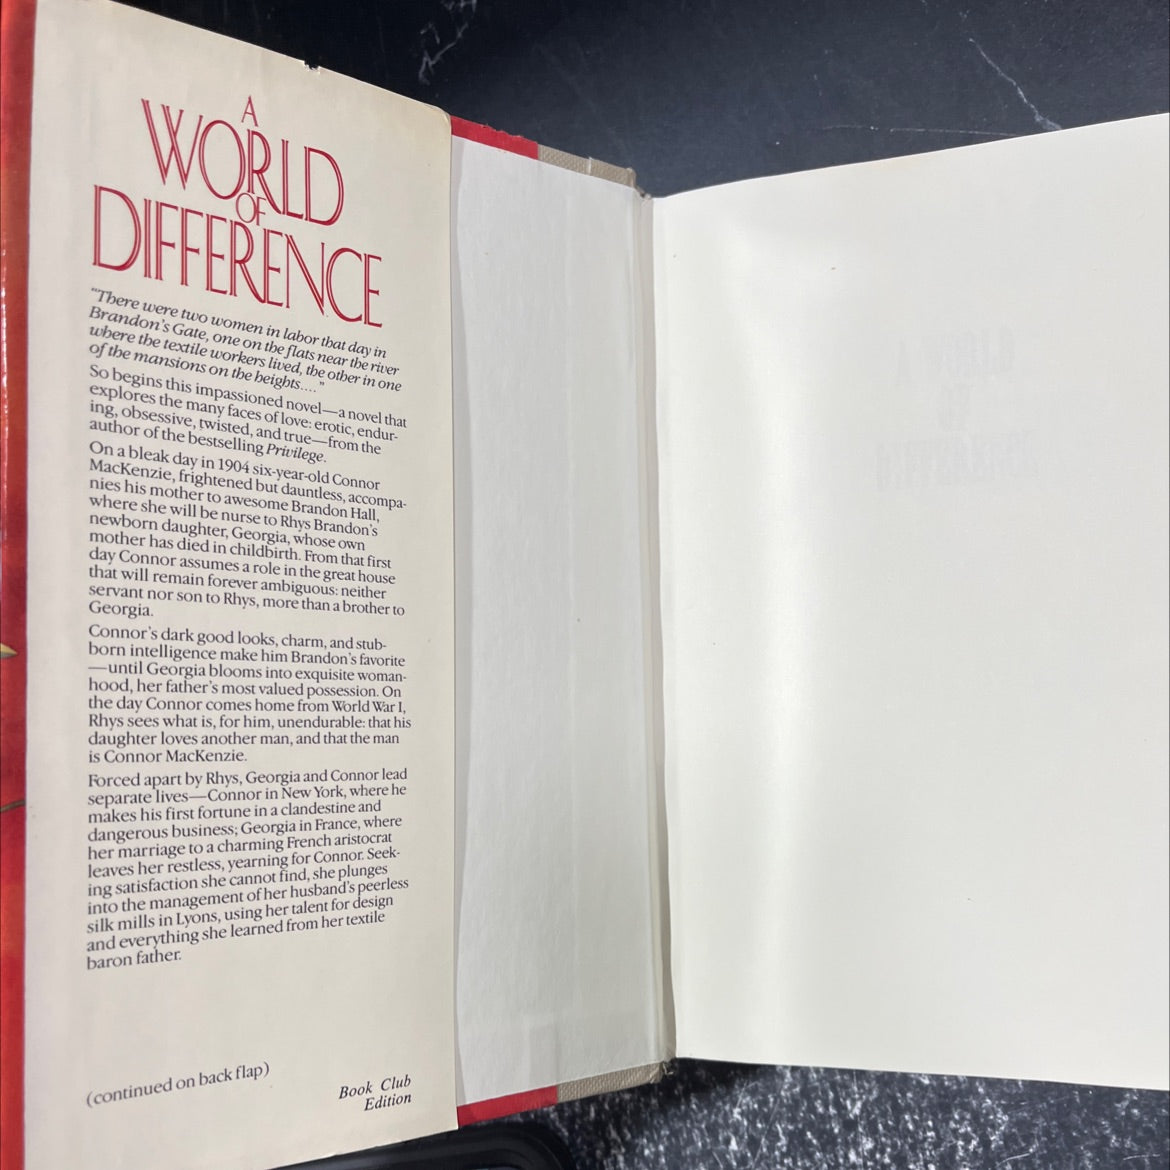 A
WORLD
OF
DIFFERENCE
"There were two women in labor that day in
Brandon's Gate, one on the flats near the river
where the textile workers lived, the other in one
of the mansions on the heights...."
So begins this impassioned novel—a novel that
explores the many faces of love: erotic, endur-
ing, obsessive, twisted, and true—from the
author of the bestselling Privilege.
On a bleak day in 1904 six-year-old Connor
MacKenzie, frightened but dauntless, accompa-
nies his mother to awesome Brandon Hall,
where she will be nurse to Rhys Brandon's
newborn daughter, Georgia, whose own
mother has died in childbirth. From that first
day Connor assumes a role in the great house
that will remain forever ambiguous: neither
servant nor son to Rhys, more than a brother to
Georgia.
Connor's dark good looks, charm, and stub-
born intelligence make him Brandon's favorite
—until Georgia blooms into exquisite woman-
hood, her father's most valued possession. On
the day Connor comes home from World War I,
Rhys sees what is, for him, unendurable: that his
daughter loves another man, and that the man
is Connor MacKenzie.
Forced apart by Rhys, Georgia and Connor lead
separate lives—Connor in New York, where he
makes his first fortune in a clandestine and
dangerous business; Georgia in France, where
her marriage to a charming French aristocrat
leaves her restless, yearning for Connor. Seek-
ing satisfaction she cannot find, she plunges
into the management of her husband's peerless
silk mills in Lyons, using her talent for design
and everything she learned from her textile
baron father.
(continued on back flap)
Book Club
Edition